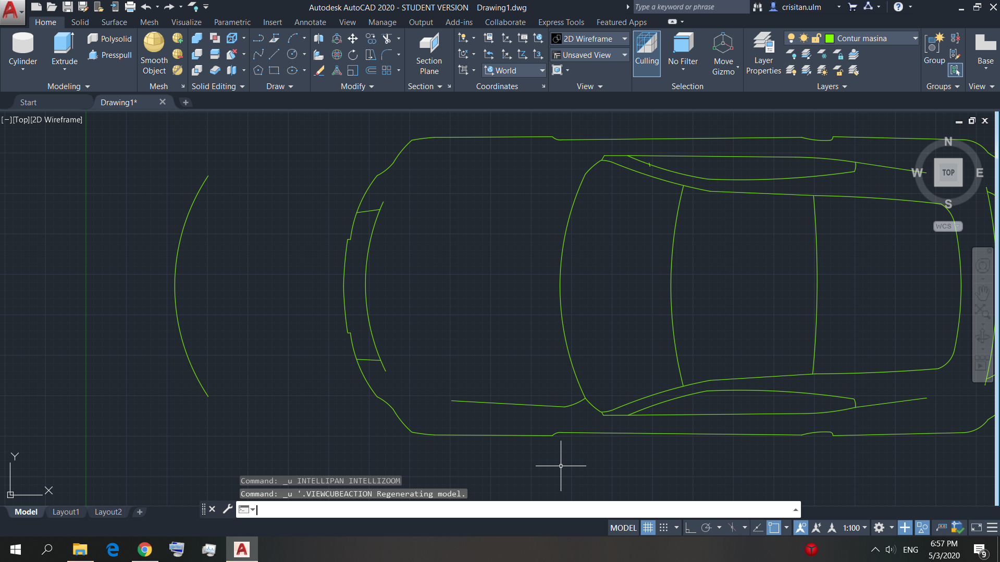 Autodesk AutoCAD 2020 - STUDENT VERSION Drawing1.dwg
Type a keyword or phrase
crisitan.ulm
Home Solid Surface Mesh Visualize Parametric Insert Annotate View Manage Output Add-ins Collaborate Express Tools Featured Apps
Cylinder
Extrude
Polysolid
Presspull
Smooth
Object
Section
Plane
World
2D Wireframe
Unsaved View
Culling
No Filter
Move
Gizmo
Layer
Properties
Contur masina
Group
Base
Modeling
Mesh
Solid Editing
Draw
Modify
Section
Coordinates
View
Selection
Layers
Groups
View
Start
Drawing1*
[−][Top][2D Wireframe]
N
W TOP E
S
WCS
Y
X
Command: _u INTELLIPAN INTELLIZOOM
Command: _u '.VIEWCUBEACTION Regenerating model.
Model Layout1 Layout2
MODEL
1:100
ENG
6:57 PM
5/3/2020
9